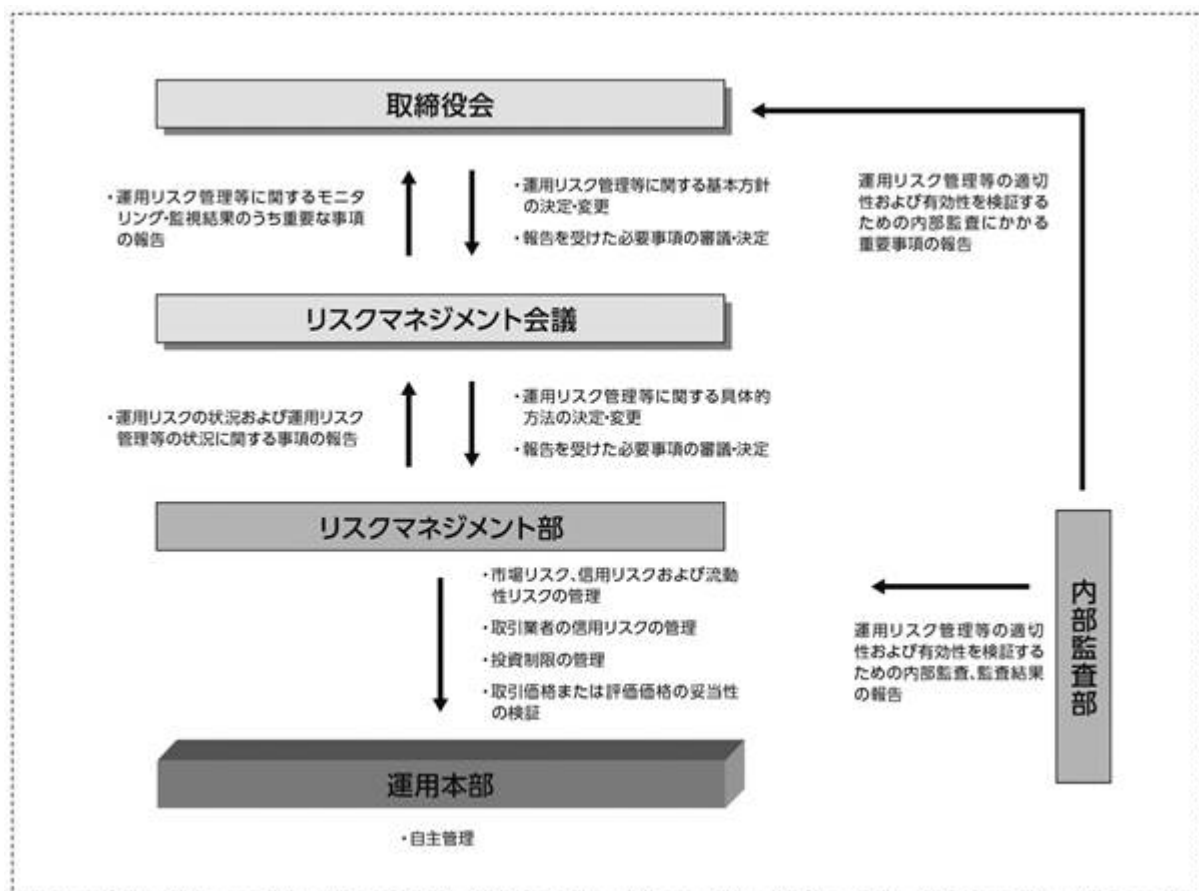 取締役会
・運用リスク管理等に関するモニタ
リング・監視結果のうち重要な事項
の報告
・運用リスク管理等に関する基本方針
の決定・変更
・報告を受けた必要事項の審議・決定
運用リスク管理等の適切
性および有効性を検証する
ための内部監査にかかる
重要事項の報告
リスクマネジメント会議
・運用リスクの状況および運用リスク
管理等の状況に関する事項の報告
・運用リスク管理等に関する具体的
方法の決定・変更
・報告を受けた必要事項の審議・決定
リスクマネジメント部
・市場リスク、信用リスクおよび流動
性リスクの管理
・取引業者の信用リスクの管理
・投資制限の管理
・取引価格または評価価格の妥当性
の検証
運用リスク管理等の適切
性および有効性を検証する
ための内部監査、監査結果
の報告
内部監査部
運用本部
・自主管理